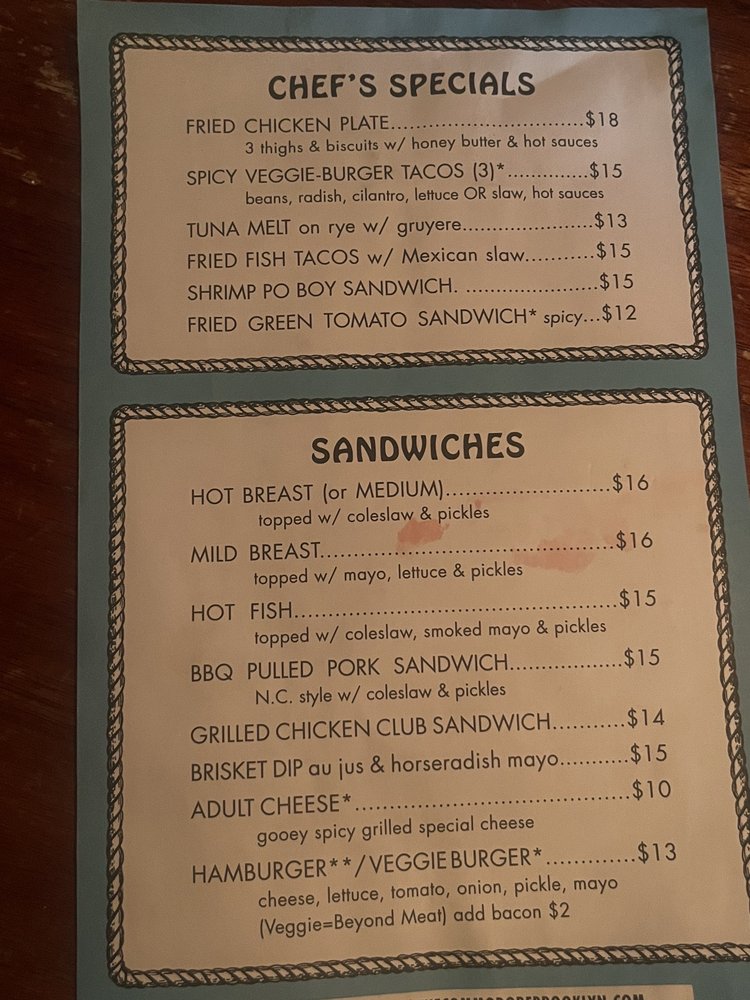 CHEF'S SPECIALS
FRIED CHICKEN PLATE...............................$18
3 thighs & biscuits w/ honey butter & hot sauces
SPICY VEGGIE-BURGER TACOS (3)*.............$15
beans, radish, cilantro, lettuce OR slaw, hot sauces
TUNA MELT on rye w/ gruyere.....................$13
FRIED FISH TACOS w/ Mexican slaw...........$15
SHRIMP PO BOY SANDWICH. .....................$15
FRIED GREEN TOMATO SANDWICH* spicy...$12
SANDWICHES
HOT BREAST (or MEDIUM)..........................$16
topped w/ coleslaw & pickles
MILD BREAST..............................................$16
topped w/ mayo, lettuce & pickles
HOT FISH...................................................$15
topped w/ coleslaw, smoked mayo & pickles
BBQ PULLED PORK SANDWICH..................$15
N.C. style w/ coleslaw & pickles
GRILLED CHICKEN CLUB SANDWICH...........$14
BRISKET DIP au jus & horseradish mayo..........$15
ADULT CHEESE*.......................................$10
gooey spicy grilled special cheese
HAMBURGER**/VEGGIE BURGER*.............$13
cheese, lettuce, tomato, onion, pickle, mayo
(Veggie=Beyond Meat) add bacon $2